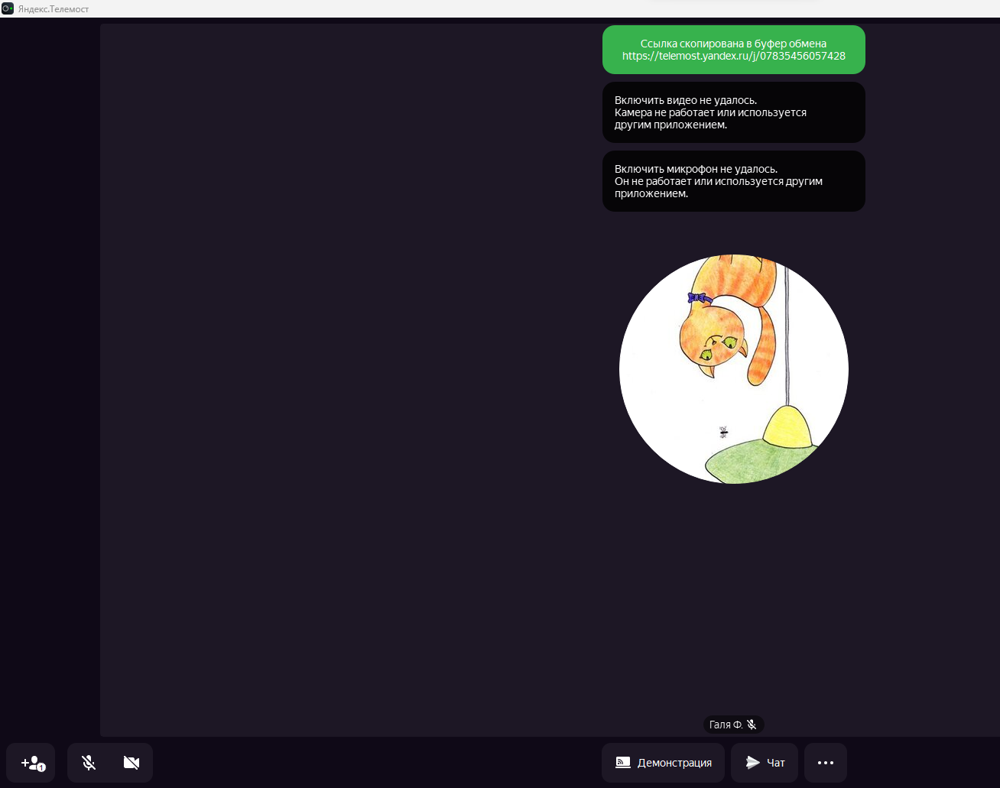 Яндекс.Телемост
Ссылка скопирована в буфер обмена
https://telemost.yandex.ru/j/07835456057428
Включить видео не удалось.
Камера не работает или используется
другим приложением.
Включить микрофон не удалось.
Он не работает или используется другим
приложением.
Галя Ф.
1
Демонстрация
Чат